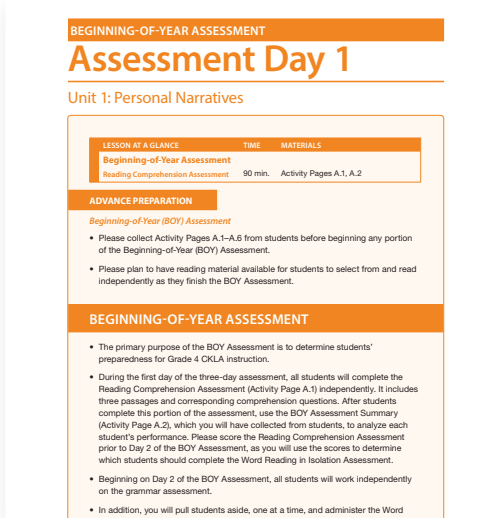 BEGINNING-OF-YEAR ASSESSMENT
Assessment Day 1
Unit 1: Personal Narratives
LESSON AT A GLANCE TIME MATERIALS
Beginning-of-Year Assessment
Reading Comprehension Assessment 90 min. Activity Pages A.1, A.2
ADVANCE PREPARATION
Beginning-of-Year (BOY) Assessment
• Please collect Activity Pages A.1–A.6 from students before beginning any portion
of the Beginning-of-Year (BOY) Assessment.
• Please plan to have reading material available for students to select from and read
independently as they finish the BOY Assessment.
BEGINNING-OF-YEAR ASSESSMENT
• The primary purpose of the BOY Assessment is to determine students'
preparedness for Grade 4 CKLA instruction.
• During the first day of the three-day assessment, all students will complete the
Reading Comprehension Assessment (Activity Page A.1) independently. It includes
three passages and corresponding comprehension questions. After students
complete this portion of the assessment, use the BOY Assessment Summary
(Activity Page A.2), which you will have collected from students, to analyze each
student's performance. Please score the Reading Comprehension Assessment
prior to Day 2 of the BOY Assessment, as you will use the scores to determine
which students should complete the Word Reading in Isolation Assessment.
• Beginning on Day 2 of the BOY Assessment, all students will work independently
on the grammar assessment.
• In addition, you will pull students aside, one at a time, and administer the Word